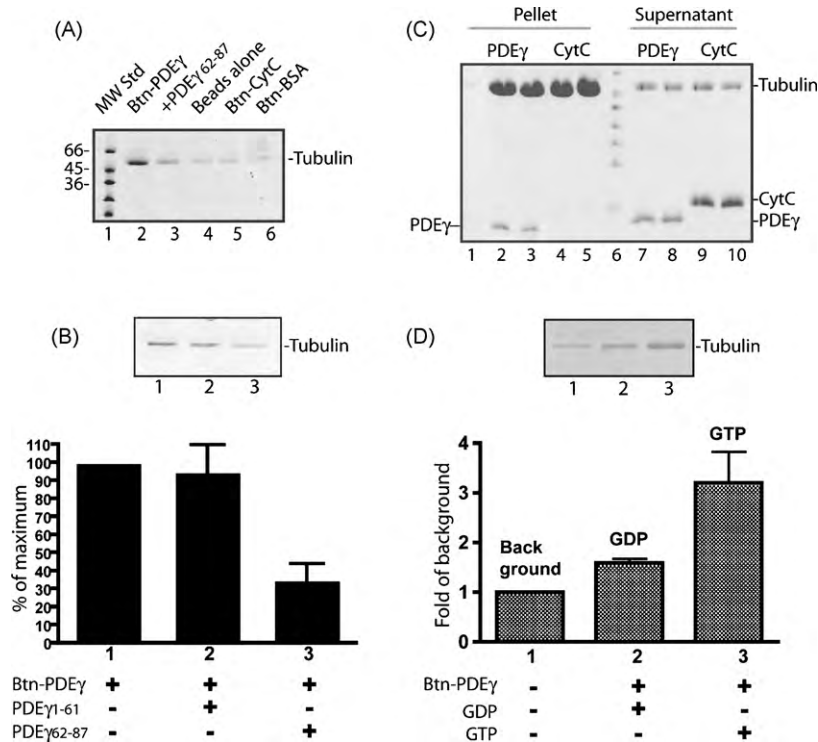 (A)
MW Std
Btn-PDEγ
+PDEγ62-87
Beads alone
Btn-CytC
Btn-BSA
66-
45-
36-
-Tubulin
1 2 3 4 5 6
(C)
Pellet Supernatant
PDEγ CytC PDEγ CytC
-Tubulin
-CytC
PDEγ- -PDEγ
1 2 3 4 5 6 7 8 9 10
(B)
-Tubulin
1 2 3
% of maximum
110
100
90
80
70
60
50
40
30
20
10
0
1 2 3
Btn-PDEγ + + +
PDEγ1-61 - + -
PDEγ62-87 - - +
(D)
-Tubulin
1 2 3
Fold of background
4
3
2
1
0
Back
ground
GDP
GTP
1 2 3
Btn-PDEγ - + +
GDP - + -
GTP - - +